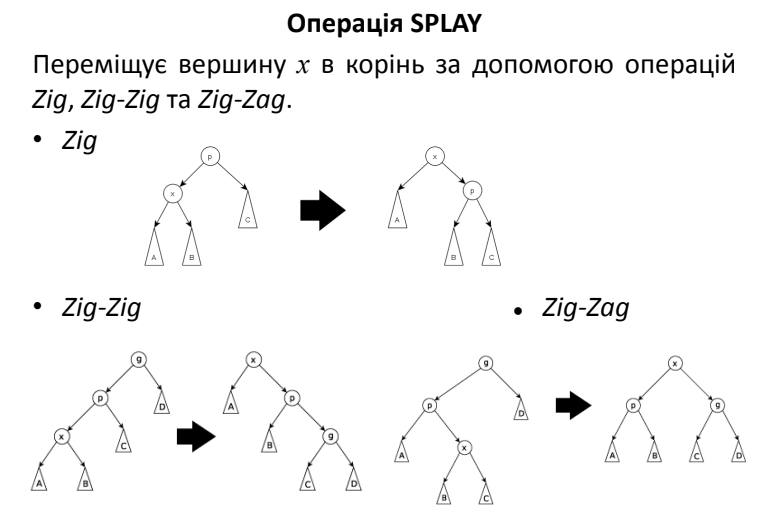 Операція SPLAY
Переміщує вершину x в корінь за допомогою операцій
Zig, Zig-Zig та Zig-Zag.
• Zig
p x
x p
C A
A B B C
• Zig-Zig • Zig-Zag
g x g x
p D A p p D p g
x C B g A x A B C D
A B C D B C